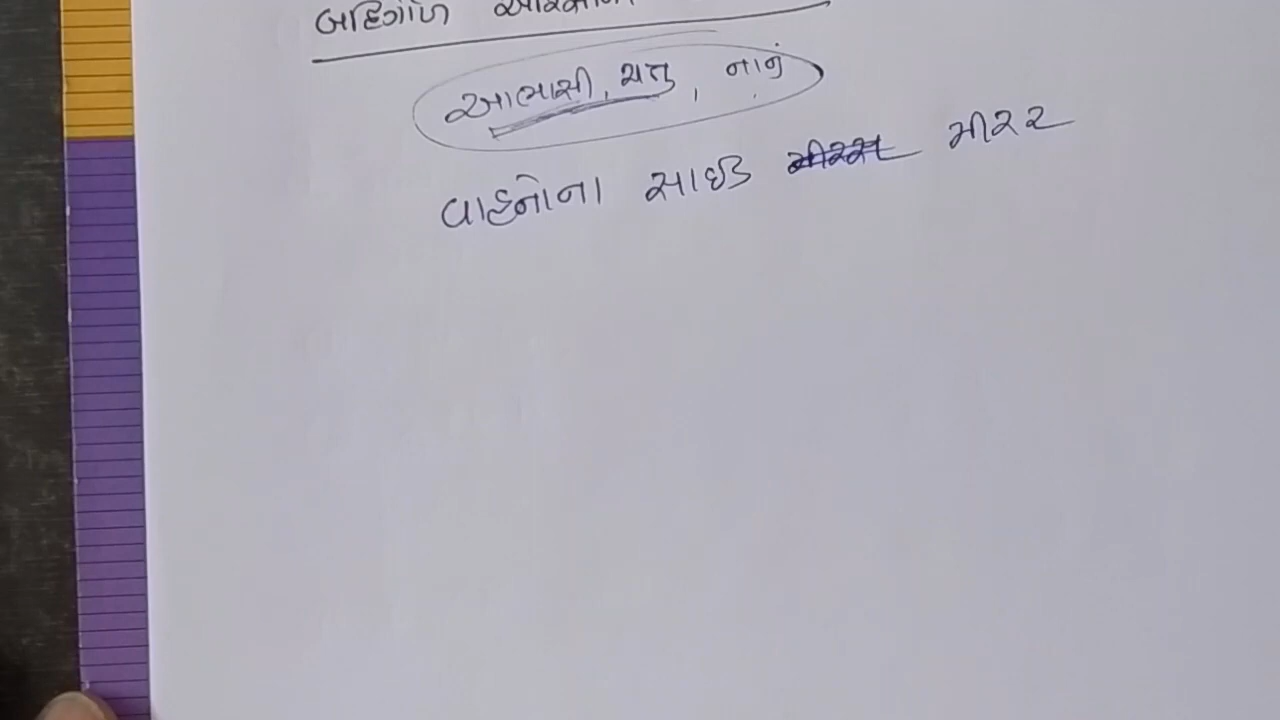 બહિર્ગોળ
આભાસી, ચતુ, નાનું
વાહનોના સાઈડ મીરર